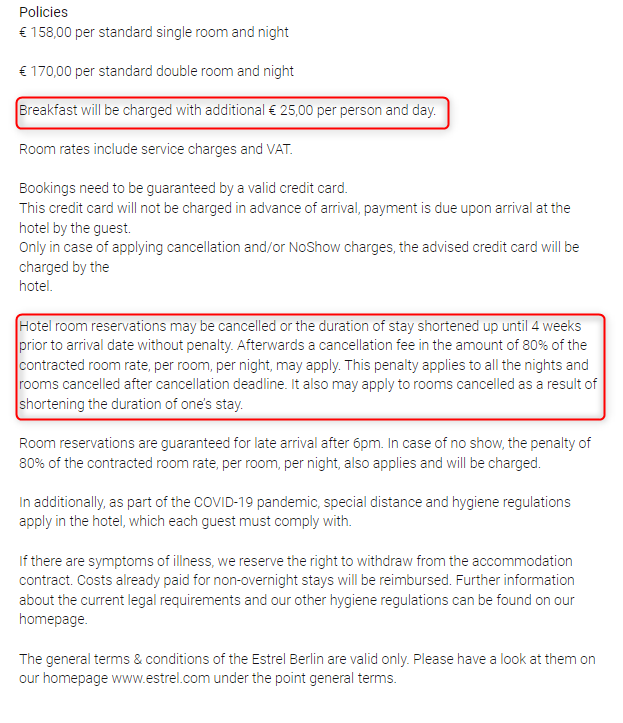 Policies
€ 158,00 per standard single room and night
€ 170,00 per standard double room and night
Breakfast will be charged with additional € 25,00 per person and day.
Room rates include service charges and VAT.
Bookings need to be guaranteed by a valid credit card.
This credit card will not be charged in advance of arrival, payment is due upon arrival at the
hotel by the guest.
Only in case of applying cancellation and/or NoShow charges, the advised credit card will be
charged by the
hotel.
Hotel room reservations may be cancelled or the duration of stay shortened up until 4 weeks
prior to arrival date without penalty. Afterwards a cancellation fee in the amount of 80% of the
contracted room rate, per room, per night, may apply. This penalty applies to all the nights and
rooms cancelled after cancellation deadline. It also may apply to rooms cancelled as a result of
shortening the duration of one's stay.
Room reservations are guaranteed for late arrival after 6pm. In case of no show, the penalty of
80% of the contracted room rate, per room, per night, also applies and will be charged.
In additionally, as part of the COVID-19 pandemic, special distance and hygiene regulations
apply in the hotel, which each guest must comply with.
If there are symptoms of illness, we reserve the right to withdraw from the accommodation
contract. Costs already paid for non-overnight stays will be reimbursed. Further information
about the current legal requirements and our other hygiene regulations can be found on our
homepage.
The general terms & conditions of the Estrel Berlin are valid only. Please have a look at them on
our homepage www.estrel.com under the point general terms.